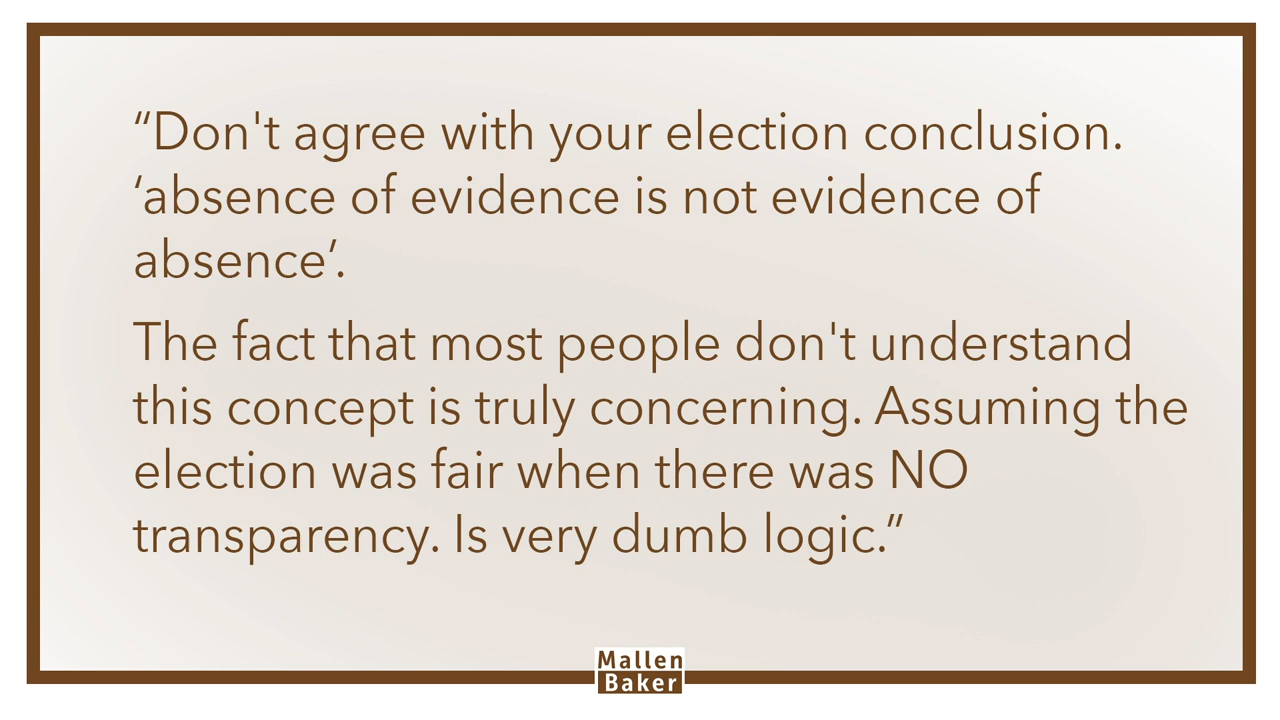 “Don't agree with your election conclusion.
‘absence of evidence is not evidence of
absence’.
The fact that most people don't understand
this concept is truly concerning. Assuming the
election was fair when there was NO
transparency. Is very dumb logic.”
Mallen
Baker